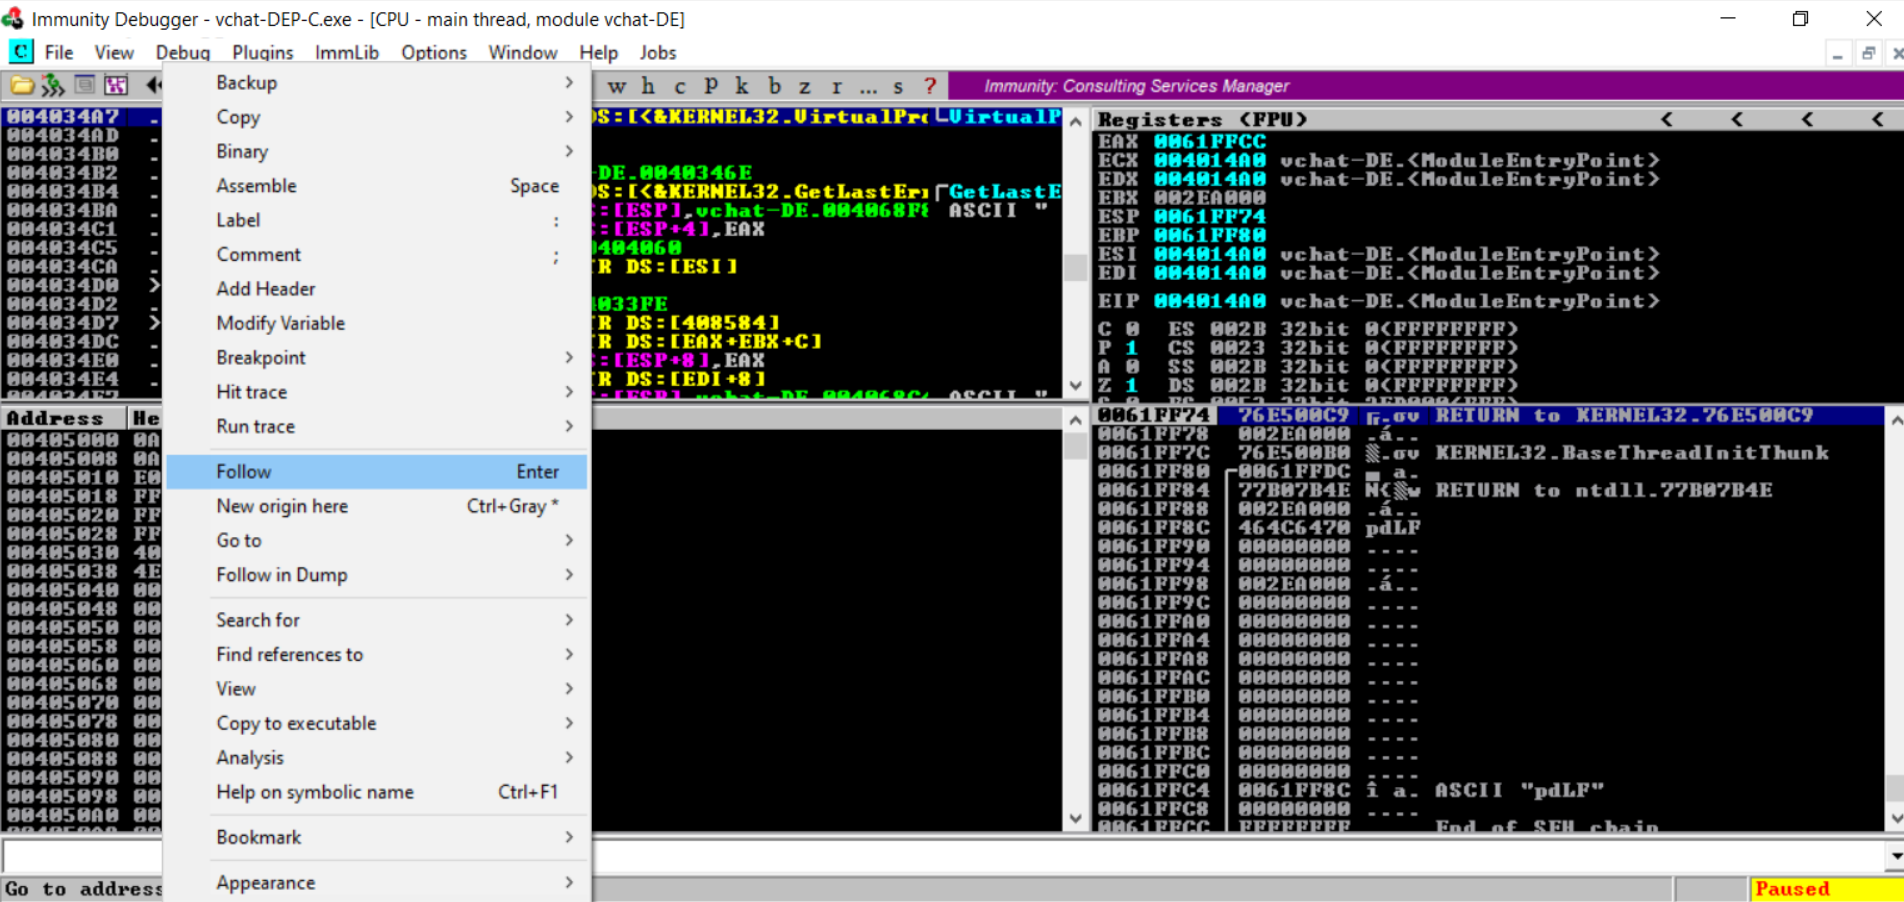 Immunity Debugger - vchat-DEP-C.exe - [CPU - main thread, module vchat-DE]
C File View Debug Plugins ImmLib Options Window Help Jobs
w h c P k b z r ... s ? Immunity: Consulting Services Manager
Backup
Copy
Binary
Assemble Space
Label :
Comment ;
Add Header
Modify Variable
Breakpoint
Hit trace
Run trace
Follow Enter
New origin here Ctrl+Gray *
Go to
Follow in Dump
Search for
Find references to
View
Copy to executable
Analysis
Help on symbolic name Ctrl+F1
Bookmark
Appearance
004034A7
004034AD
004034B0
004034B2
004034B4
004034BA
004034C1
004034C5
004034CA
004034D0 >
004034D2
004034D7 >
004034DC
004034E0
004034E4
S:[<&KERNEL32.VirtualPro VirtualP
-DE.0040346E
S:[<&KERNEL32.GetLastErr GetLastE
:[ESP],vchat-DE.004068F8 ASCII "
:[ESP+4],EAX
404060
R DS:[ESI]
4033FE
R DS:[408584]
R DS:[EAX+EBX+C]
:[ESP+8],EAX
R DS:[EDI+8]
Registers (FPU) < < < <
EAX 0061FFCC
ECX 004014A0 vchat-DE.<ModuleEntryPoint>
EDX 004014A0 vchat-DE.<ModuleEntryPoint>
EBX 002EA000
ESP 0061FF74
EBP 0061FF80
ESI 004014A0 vchat-DE.<ModuleEntryPoint>
EDI 004014A0 vchat-DE.<ModuleEntryPoint>
EIP 004014A0 vchat-DE.<ModuleEntryPoint>
C 0 ES 002B 32bit 0(FFFFFFFF)
P 1 CS 0023 32bit 0(FFFFFFFF)
A 0 SS 002B 32bit 0(FFFFFFFF)
Z 1 DS 002B 32bit 0(FFFFFFFF)
Address He
00405000 0A
00405008 0A
00405010 E0
00405018 FF
00405020 FF
00405028 FF
00405030 40
00405038 4E
00405040 00
00405048 00
00405050 00
00405058 00
00405060 00
00405068 00
00405070 00
00405078 00
00405080 00
00405088 00
00405090 00
00405098 00
004050A0 00
0061FF74 76E500C9 RETURN to KERNEL32.76E500C9
0061FF78 002EA000 .á..
0061FF7C 76E500B0 KERNEL32.BaseThreadInitThunk
0061FF80 0061FFDC
0061FF84 77B07B4E RETURN to ntdll.77B07B4E
0061FF88 002EA000 .á..
0061FF8C 464C6470 pdLF
0061FF90 00000000 ....
0061FF94 00000000 ....
0061FF98 002EA000 .á..
0061FF9C 00000000 ....
0061FFA0 00000000 ....
0061FFA4 00000000 ....
0061FFA8 00000000 ....
0061FFAC 00000000 ....
0061FFB0 00000000 ....
0061FFB4 00000000 ....
0061FFB8 00000000 ....
0061FFBC 00000000 ....
0061FFC0 00000000 ....
0061FFC4 0061FF8C î a. ASCII "pdLF"
0061FFC8 00000000 ....
0061FFCC FFFFFFFF End of SEH chain
Go to address
Paused